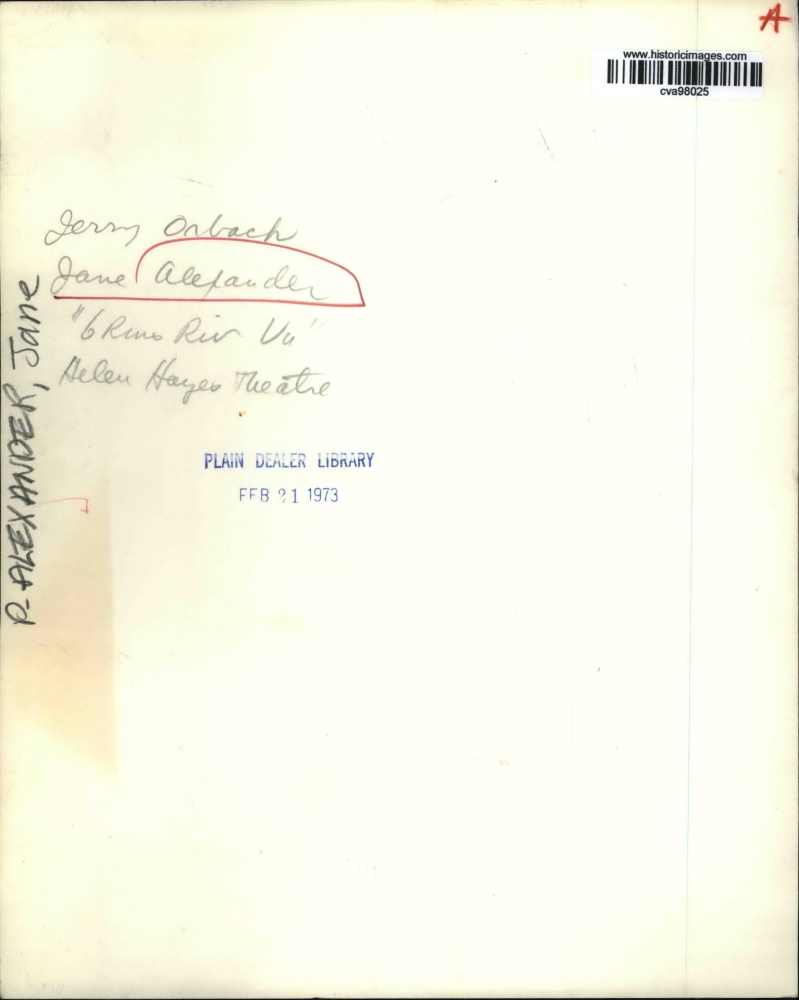 A
www.historicimages.com
cva98025
Jerry Orbach
Jane Alexander
"6 Rms Riv Vu"
Helen Hayes Theatre
P- ALEXANDER, Jane
PLAIN DEALER LIBRARY
FEB 21 1973